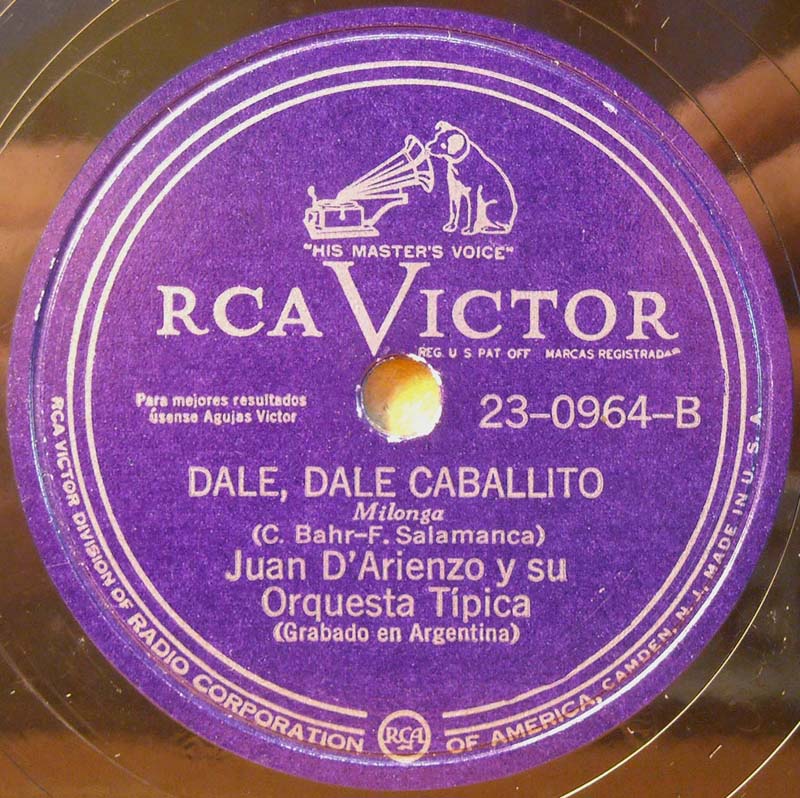 "HIS MASTER'S VOICE"
RCA VICTOR
REG. U S PAT OFF MARCAS REGISTRADAS
Para mejores resultados
úsense Agujas Victor
23-0964-B
DALE, DALE CABALLITO
Milonga
(C. Bahr-F. Salamanca)
Juan D'Arienzo y su
Orquesta Típica
(Grabado en Argentina)
RCA VICTOR DIVISION OF RADIO CORPORATION OF AMERICA, CAMDEN, N. J. MADE IN U. S. A.
RCA